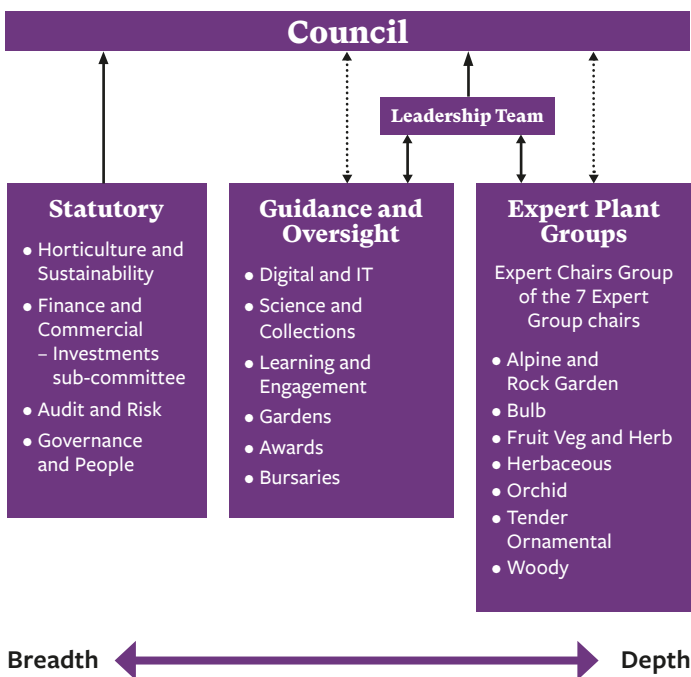 Council
Leadership Team
Statutory
• Horticulture and
Sustainability
• Finance and
Commercial
– Investments
sub-committee
• Audit and Risk
• Governance
and People
Guidance and
Oversight
• Digital and IT
• Science and
Collections
• Learning and
Engagement
• Gardens
• Awards
• Bursaries
Expert Plant
Groups
Expert Chairs Group
of the 7 Expert
Group chairs
• Alpine and
Rock Garden
• Bulb
• Fruit Veg and Herb
• Herbaceous
• Orchid
• Tender
Ornamental
• Woody
Breadth
Depth